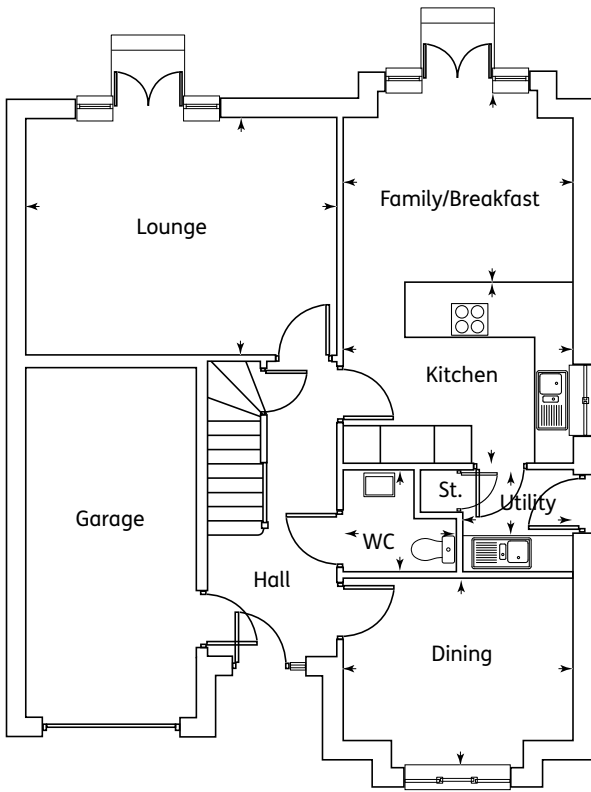 Family/Breakfast
Lounge
Kitchen
St.
Utility
Garage
WC
Hall
Dining